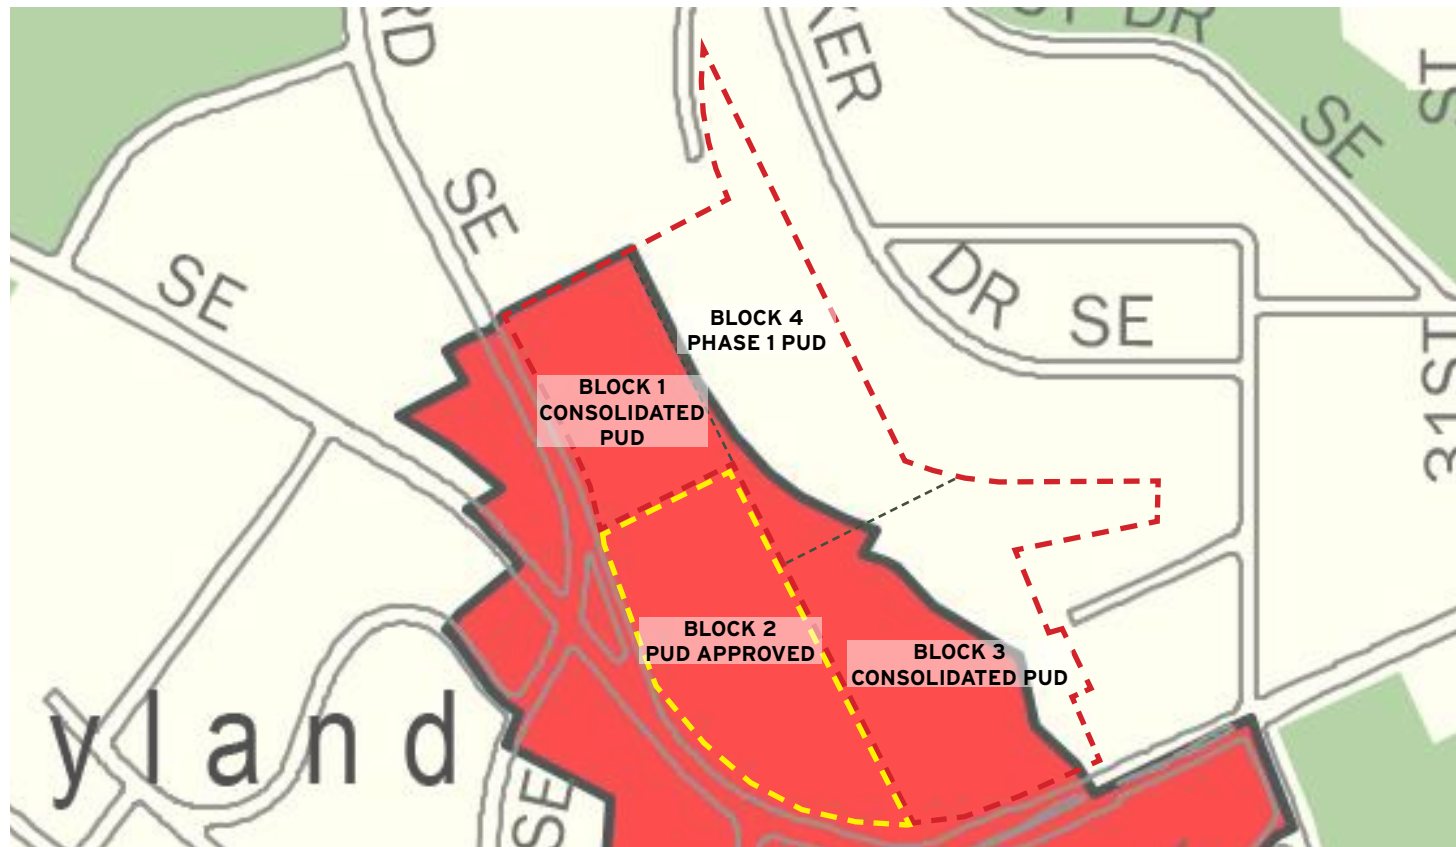 RD
KER
ST DR
SE
ST
SE
SE
DR SE
31ST
BLOCK 4
PHASE 1 PUD
BLOCK 1
CONSOLIDATED
PUD
BLOCK 2
PUD APPROVED
BLOCK 3
CONSOLIDATED PUD
yland
SE